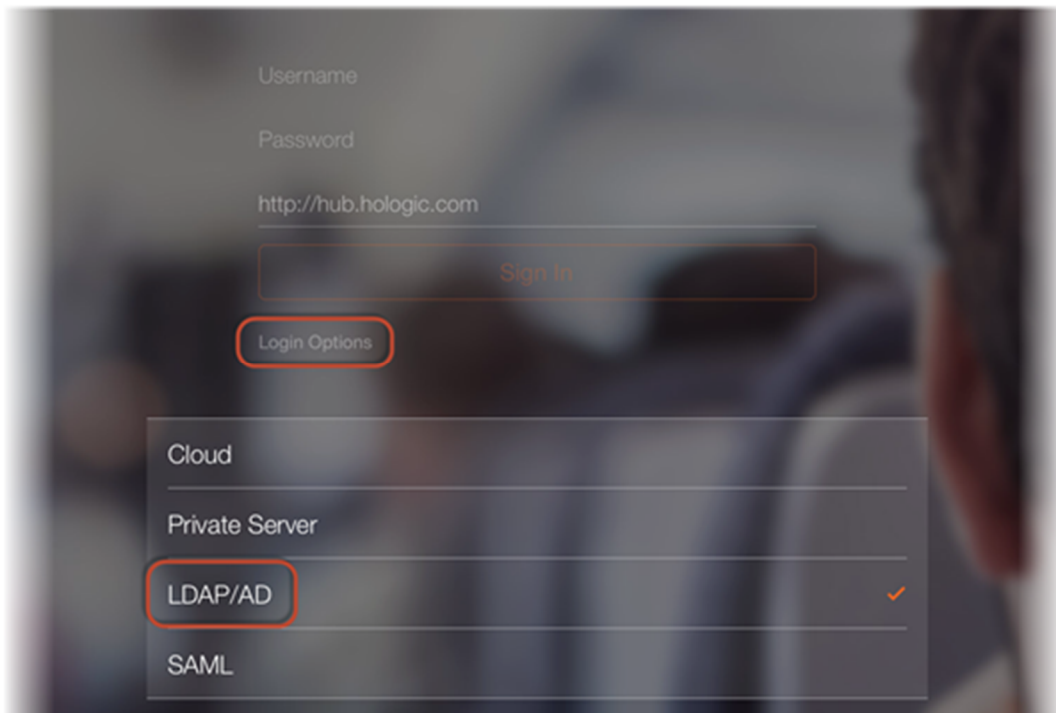 Username
Password
http://hub.hologic.com
Sign In
Login Options
Cloud
Private Server
LDAP/AD
SAML